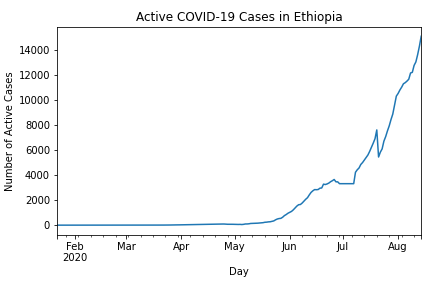 Active COVID-19 Cases in Ethiopia
Number of Active Cases
14000
12000
10000
8000
6000
4000
2000
0
Feb Mar Apr May Jun Jul Aug
2020
Day